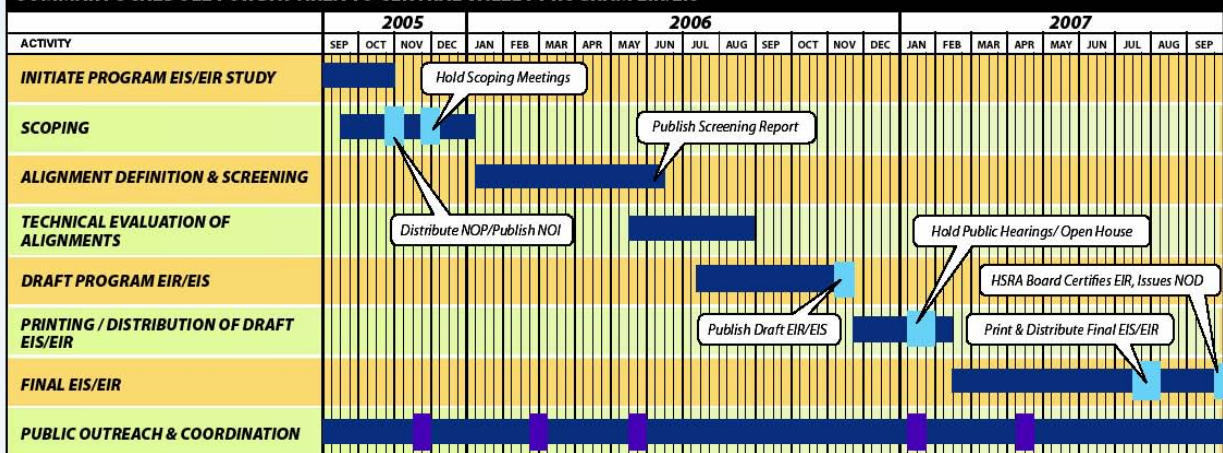 2005 2006 2007
ACTIVITY SEP OCT NOV DEC JAN FEB MAR APR MAY JUN JUL AUG SEP OCT NOV DEC JAN FEB MAR APR MAY JUN JUL AUG SEP
INITIATE PROGRAM EIS/EIR STUDY
Hold Scoping Meetings
SCOPING
Publish Screening Report
ALIGNMENT DEFINITION & SCREENING
TECHNICAL EVALUATION OF
ALIGNMENTS
Distribute NOP/Publish NOI
Hold Public Hearings/ Open House
DRAFT PROGRAM EIR/EIS
HSRA Board Certifies EIR, Issues NOD
PRINTING / DISTRIBUTION OF DRAFT
EIS/EIR
Publish Draft EIR/EIS
Print & Distribute Final EIS/EIR
FINAL EIS/EIR
PUBLIC OUTREACH & COORDINATION